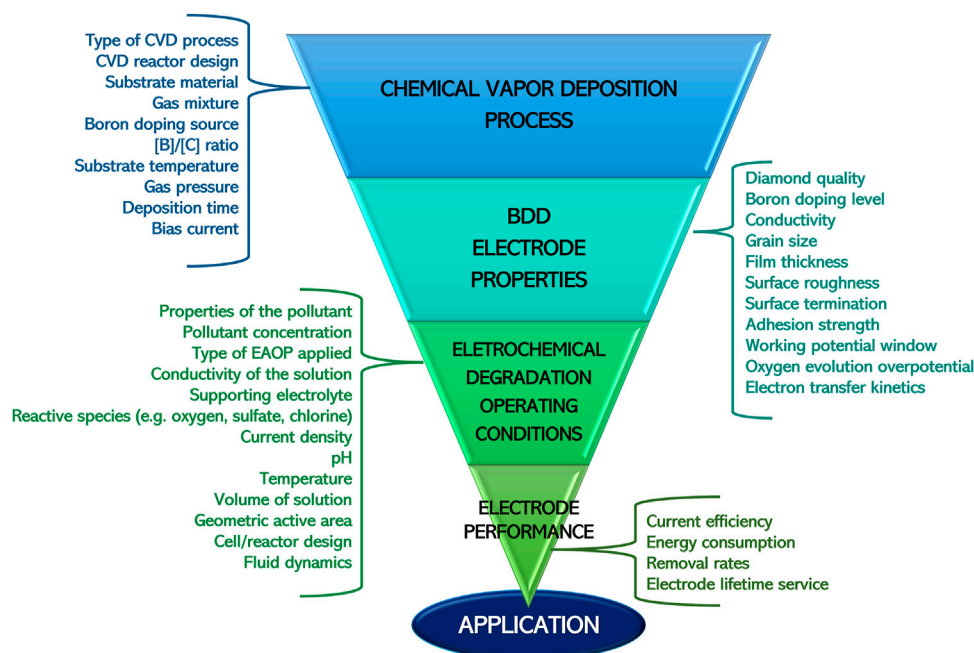 Type of CVD process
CVD reactor design
Substrate material
Gas mixture
Boron doping source
[B]/[C] ratio
Substrate temperature
Gas pressure
Deposition time
Bias current
CHEMICAL VAPOR DEPOSITION
PROCESS
BDD
ELECTRODE
PROPERTIES
Diamond quality
Boron doping level
Conductivity
Grain size
Film thickness
Surface roughness
Surface termination
Adhesion strength
Working potential window
Oxygen evolution overpotential
Electron transfer kinetics
Properties of the pollutant
Pollutant concentration
Type of EAOP applied
Conductivity of the solution
Supporting electrolyte
Reactive species (e.g. oxygen, sulfate, chlorine)
Current density
pH
Temperature
Volume of solution
Geometric active area
Cell/reactor design
Fluid dynamics
ELETROCHEMICAL
DEGRADATION
OPERATING
CONDITIONS
ELECTRODE
PERFORMANCE
Current efficiency
Energy consumption
Removal rates
Electrode lifetime service
APPLICATION